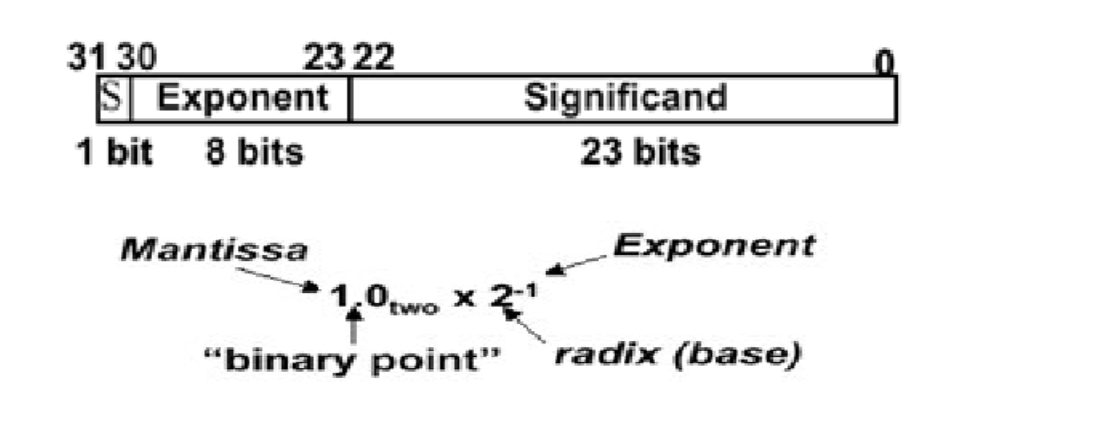 31 30 23 22 0
S Exponent Significand
1 bit 8 bits 23 bits
Mantissa Exponent
1.0two x 2-1
“binary point” radix (base)